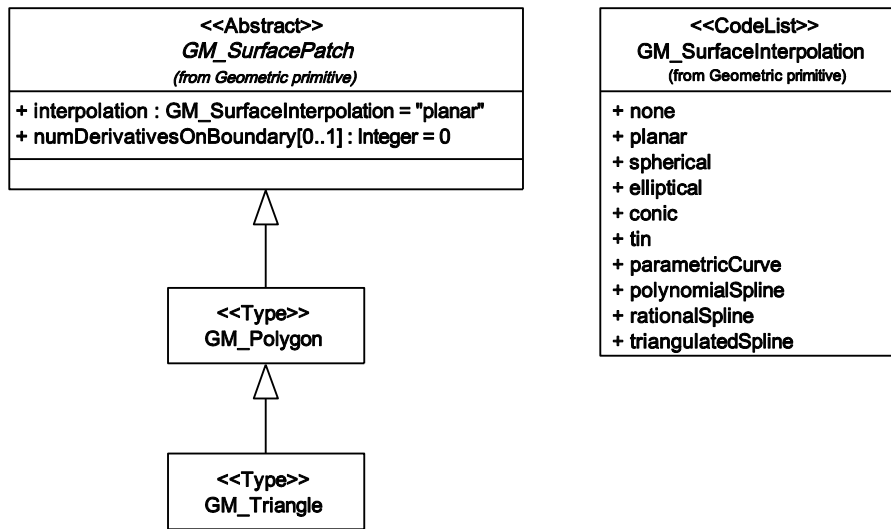 <<Abstract>>
GM_SurfacePatch
(from Geometric primitive)
+ interpolation : GM_SurfaceInterpolation = "planar"
+ numDerivativesOnBoundary[0..1] : Integer = 0
<<Type>>
GM_Polygon
<<Type>>
GM_Triangle
<<CodeList>>
GM_SurfaceInterpolation
(from Geometric primitive)
+ none
+ planar
+ spherical
+ elliptical
+ conic
+ tin
+ parametricCurve
+ polynomialSpline
+ rationalSpline
+ triangulatedSpline